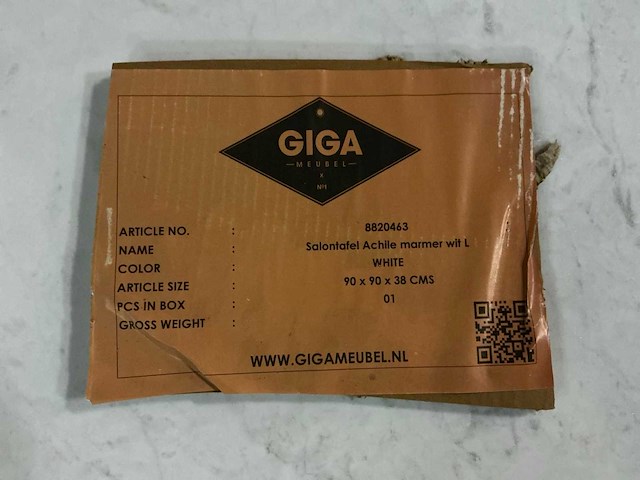 GIGA
MEUBEL
x
Nº1
ARTICLE NO. : 8820463
NAME : Salontafel Achile marmer wit L
COLOR : WHITE
ARTICLE SIZE : 90 x 90 x 38 CMS
PCS İN BOX : 01
GROSS WEIGHT :
WWW.GIGAMEUBEL.NL